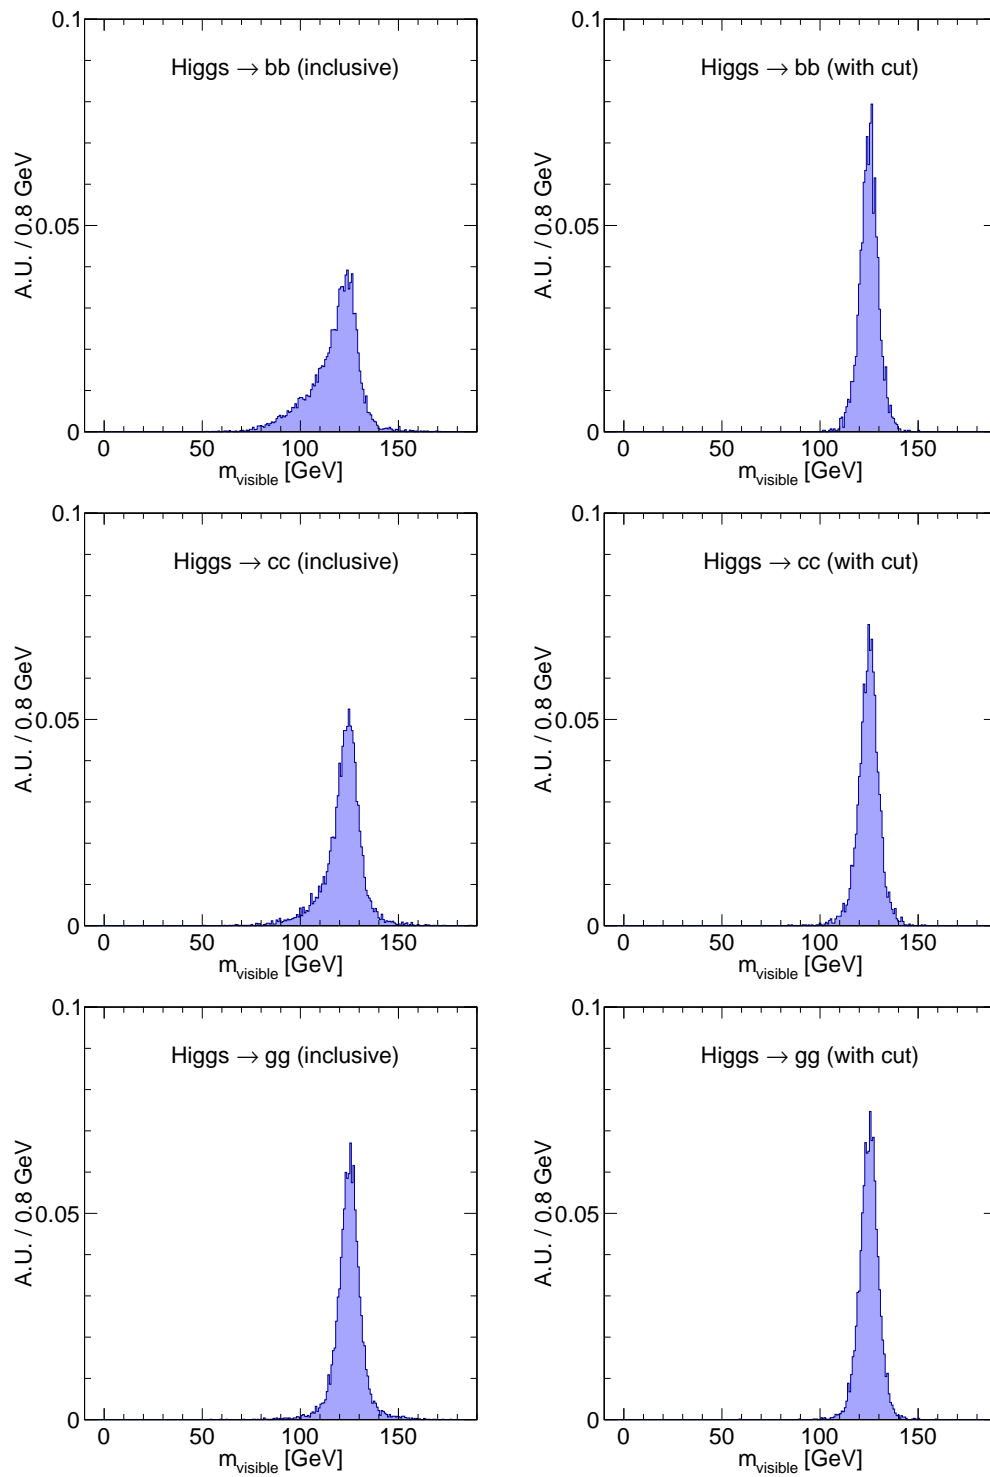 0.1
Higgs → bb (inclusive)
A.U. / 0.8 GeV
0.05
0
0 50 100 150
m_visible [GeV]
Higgs → bb (with cut)
0.1
A.U. / 0.8 GeV
0.05
0
0 50 100 150
m_visible [GeV]
0.1
Higgs → cc (inclusive)
A.U. / 0.8 GeV
0.05
0
0 50 100 150
m_visible [GeV]
0.1
Higgs → cc (with cut)
A.U. / 0.8 GeV
0.05
0
0 50 100 150
m_visible [GeV]
0.1
Higgs → gg (inclusive)
A.U. / 0.8 GeV
0.05
0
0 50 100 150
m_visible [GeV]
0.1
Higgs → gg (with cut)
A.U. / 0.8 GeV
0.05
0
0 50 100 150
m_visible [GeV]